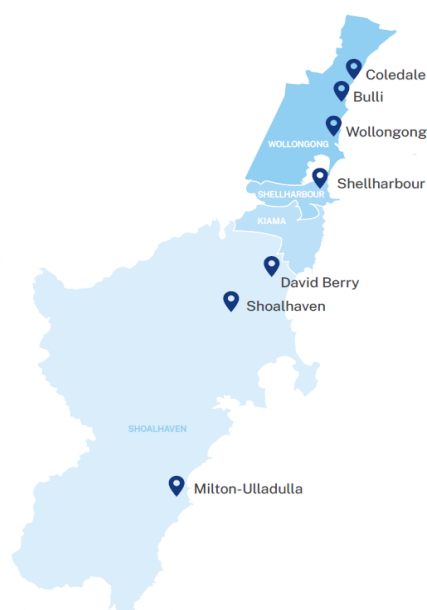 Coledale
Bulli
Wollongong
WOLLONGONG
Shellharbour
SHELLHARBOUR
KIAMA
David Berry
Shoalhaven
SHOALHAVEN
Milton-Ulladulla